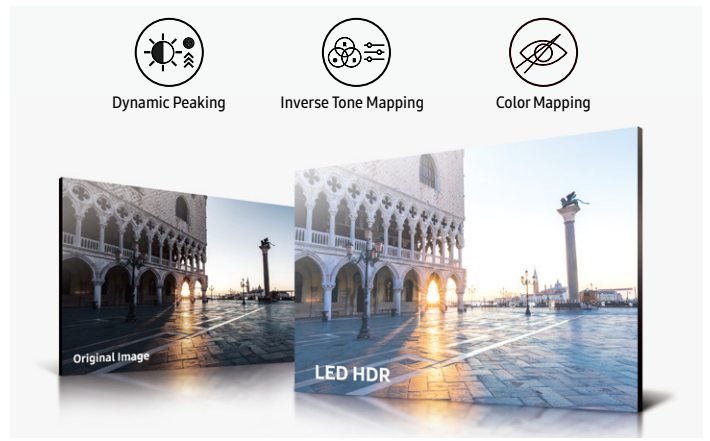 Dynamic Peaking
Inverse Tone Mapping
Color Mapping
Original Image
LED HDR